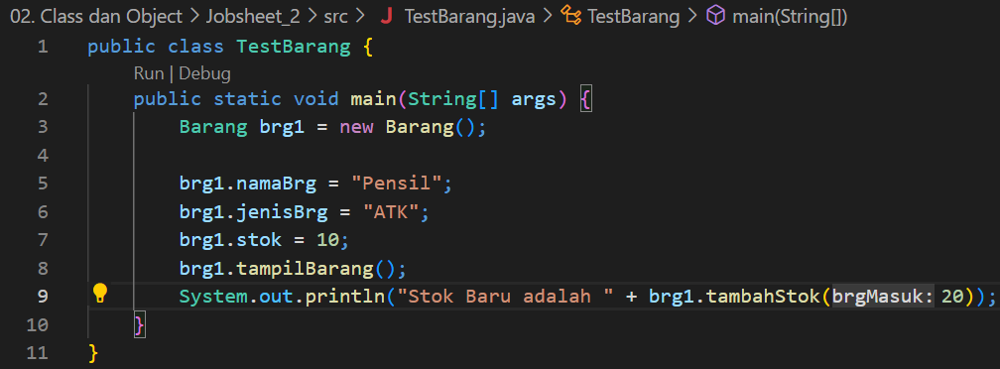 02. Class dan Object > Jobsheet_2 > src > J TestBarang.java > TestBarang > main(String[])
1 public class TestBarang {
Run | Debug
2 public static void main(String[] args) {
3 Barang brg1 = new Barang();
4
5 brg1.namaBrg = "Pensil";
6 brg1.jenisBrg = "ATK";
7 brg1.stok = 10;
8 brg1.tampilBarang();
9 System.out.println("Stok Baru adalah " + brg1.tambahStok(brgMasuk: 20));
10 }
11 }